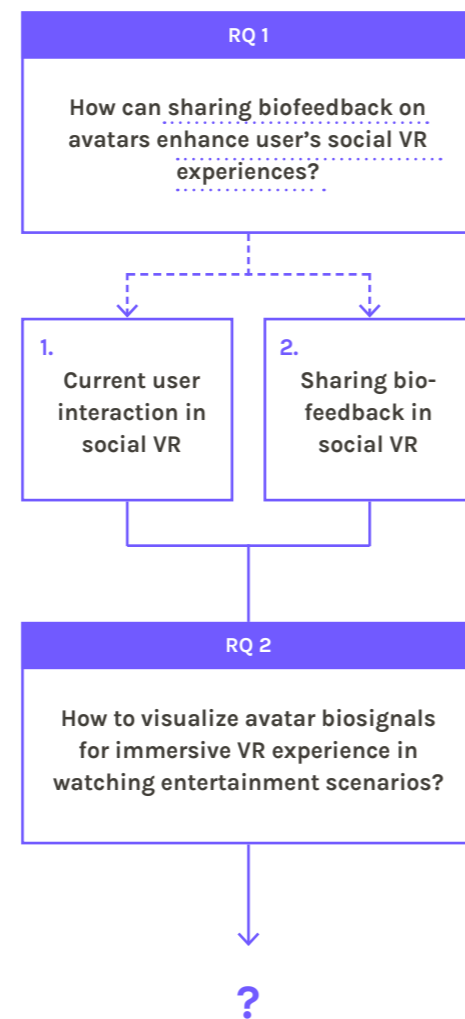 RQ 1
How can sharing biofeedback on
avatars enhance user’s social VR
experiences?
1.
Current user
interaction in
social VR
2.
Sharing bio-
feedback in
social VR
RQ 2
How to visualize avatar biosignals
for immersive VR experience in
watching entertainment scenarios?
?